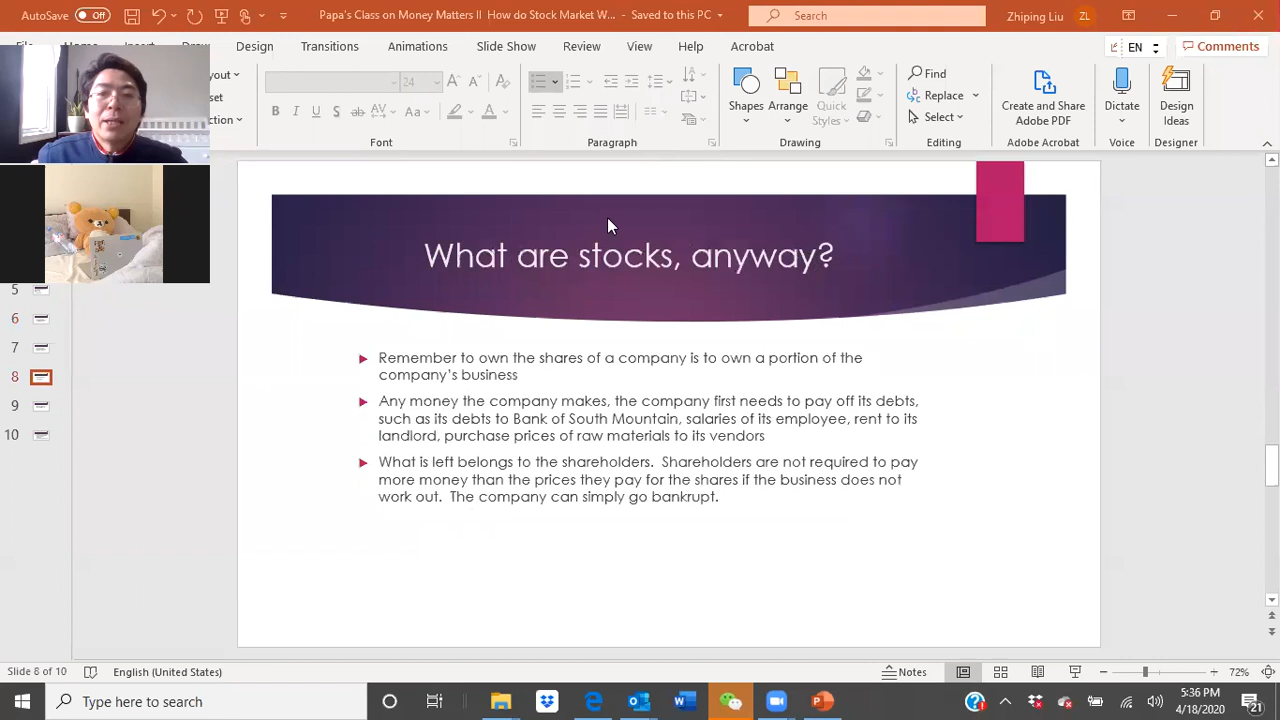 AutoSave Off
Papa's Class on Money Matters II How do Stock Market W... - Saved to this PC
Search
Zhiping Liu ZL
Design Transitions Animations Slide Show Review View Help Acrobat
EN
Comments
24
Find
Replace
Select
Shapes Arrange Quick Styles
Create and Share Adobe PDF
Dictate
Design Ideas
Font Paragraph Drawing Editing Adobe Acrobat Voice Designer
What are stocks, anyway?
Remember to own the shares of a company is to own a portion of the
company's business
Any money the company makes, the company first needs to pay off its debts,
such as its debts to Bank of South Mountain, salaries of its employee, rent to its
landlord, purchase prices of raw materials to its vendors
What is left belongs to the shareholders. Shareholders are not required to pay
more money than the prices they pay for the shares if the business does not
work out. The company can simply go bankrupt.
5
6
7
8
9
10
Slide 8 of 10 English (United States) Notes 72%
Type here to search
5:36 PM
4/18/2020
21